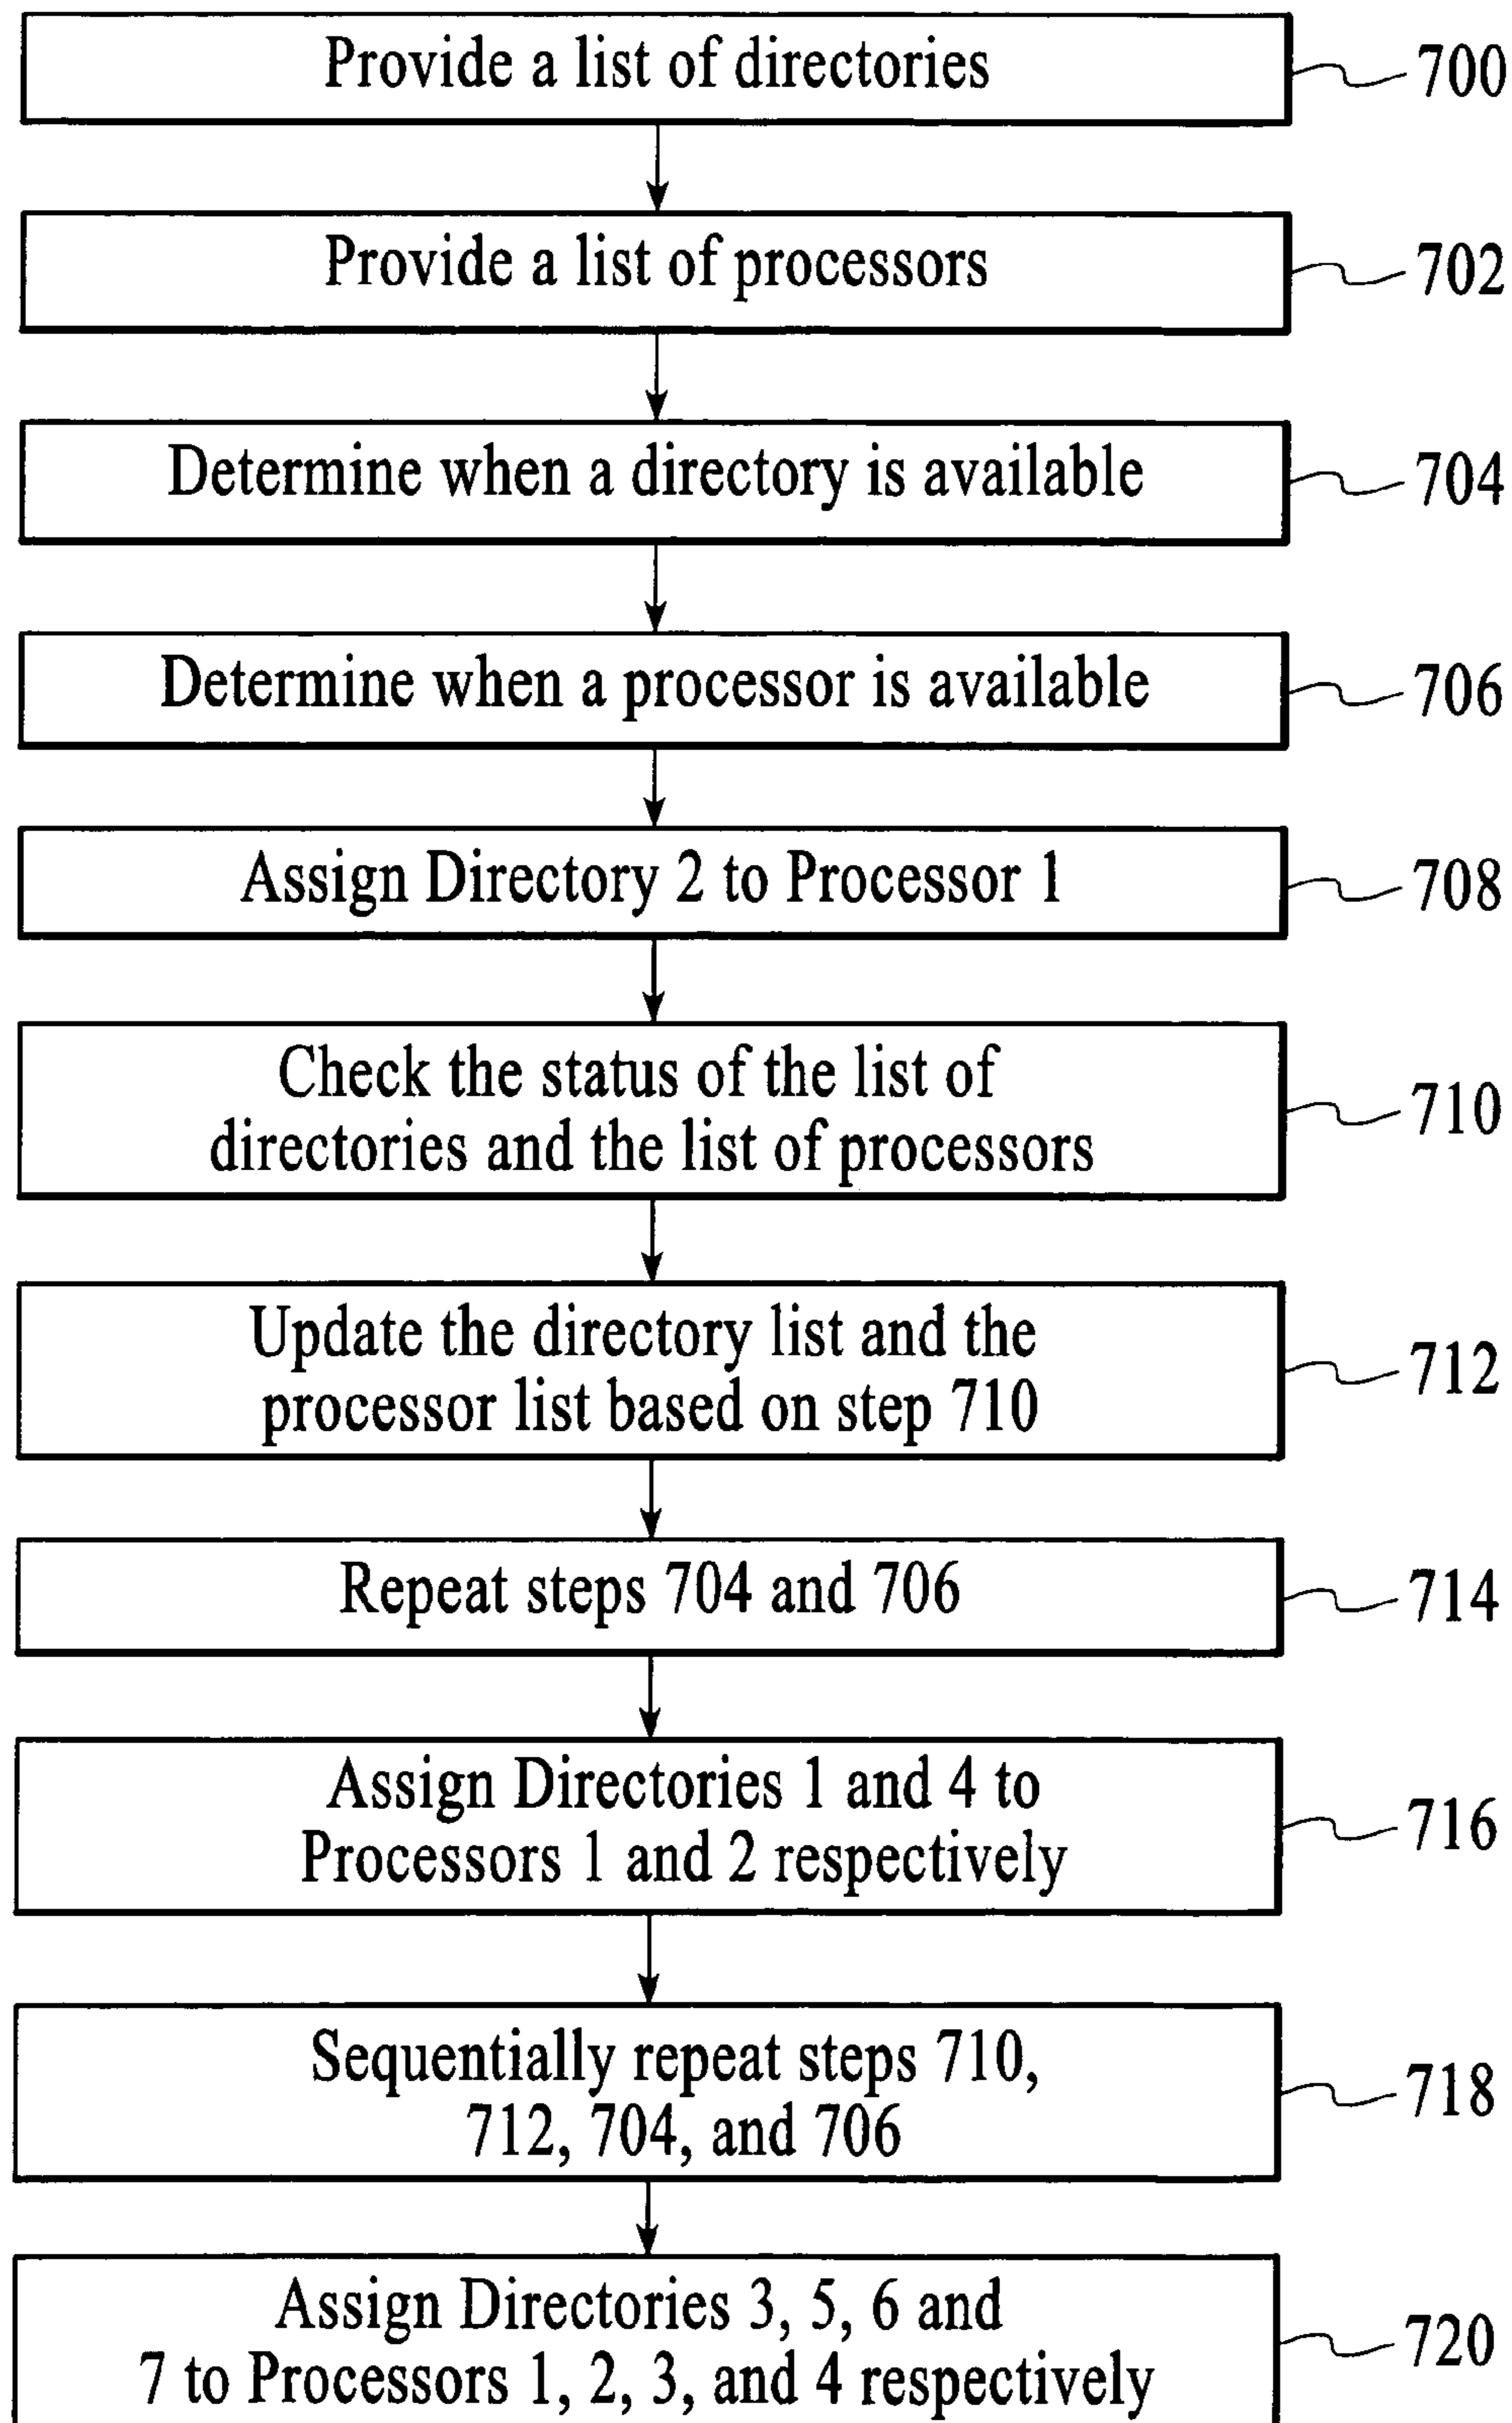 Provide a list of directories
700
Provide a list of processors
702
Determine when a directory is available
704
Determine when a processor is available
706
Assign Directory 2 to Processor 1
708
Check the status of the list of
directories and the list of processors
710
Update the directory list and the
processor list based on step 710
712
Repeat steps 704 and 706
714
Assign Directories 1 and 4 to
Processors 1 and 2 respectively
716
Sequentially repeat steps 710,
712, 704, and 706
718
Assign Directories 3, 5, 6 and
7 to Processors 1, 2, 3, and 4 respectively
720